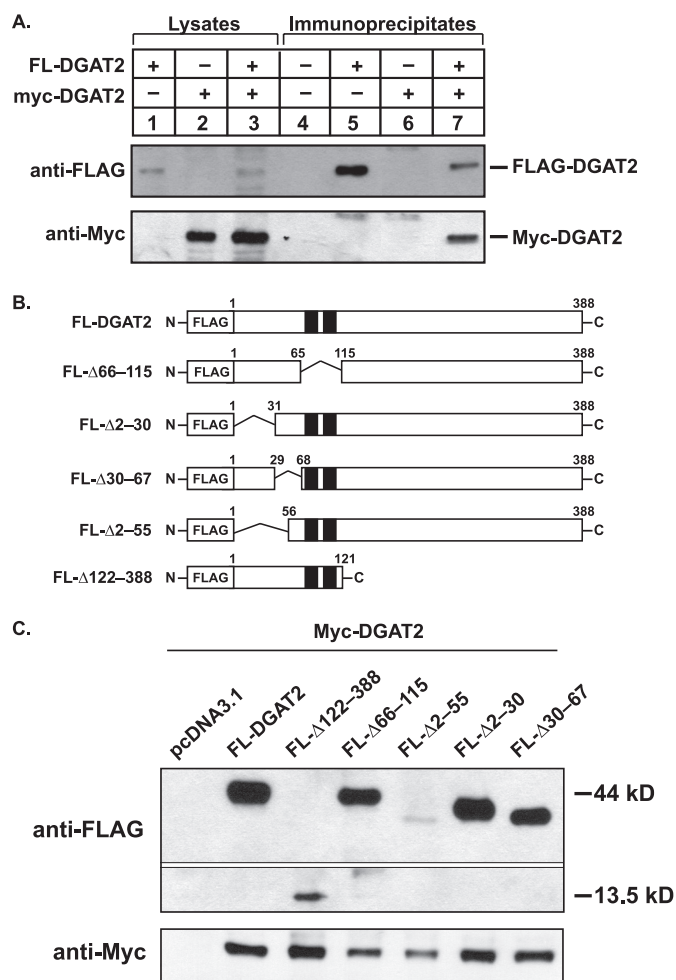 A.
Lysates Immunoprecipitates
FL-DGAT2 + – + – + – +
myc-DGAT2 – + + – – + +
1 2 3 4 5 6 7
anti-FLAG FLAG-DGAT2
anti-Myc Myc-DGAT2
B.
1 388
FL-DGAT2 N FLAG C
1 65 115 388
FL-Δ66–115 N FLAG C
1 31 388
FL-Δ2–30 N FLAG C
1 29 68 388
FL-Δ30–67 N FLAG C
1 56 388
FL-Δ2–55 N FLAG C
1 121
FL-Δ122–388 N FLAG C
C.
Myc-DGAT2
pcDNA3.1 FL-DGAT2 FL-Δ122–388 FL-Δ66–115 FL-Δ2–55 FL-Δ2–30 FL-Δ30–67
44 kD
anti-FLAG
13.5 kD
anti-Myc